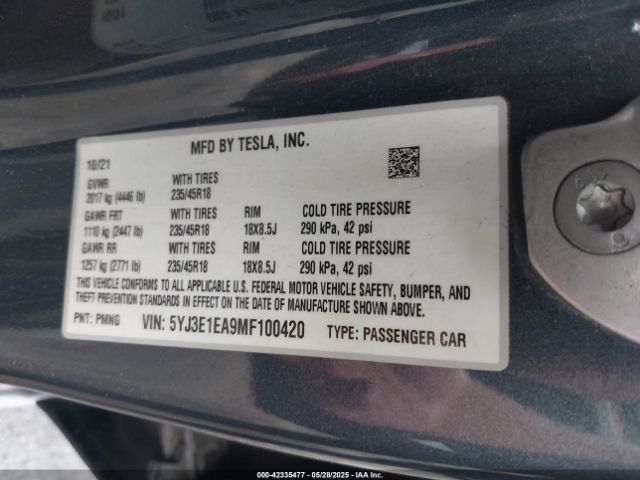 MFD BY TESLA, INC.
10/21
GVWR WITH TIRES
2017 kg (4446 lb) 235/45R18
GAWR FRT WITH TIRES RIM COLD TIRE PRESSURE
1110 kg (2447 lb) 235/45R18 18X8.5J 290 kPa, 42 psi
GAWR RR WITH TIRES RIM COLD TIRE PRESSURE
1257 kg (2771 lb) 235/45R18 18X8.5J 290 kPa, 42 psi
THIS VEHICLE CONFORMS TO ALL APPLICABLE U.S. FEDERAL MOTOR VEHICLE SAFETY, BUMPER, AND
THEFT PREVENTION STANDARDS IN EFFECT ON THE DATE OF MANUFACTURE SHOWN ABOVE.
PNT: PMNG VIN: 5YJ3E1EA9MF100420 TYPE: PASSENGER CAR
000-42335477 - 05/28/2025 - IAA, Inc.